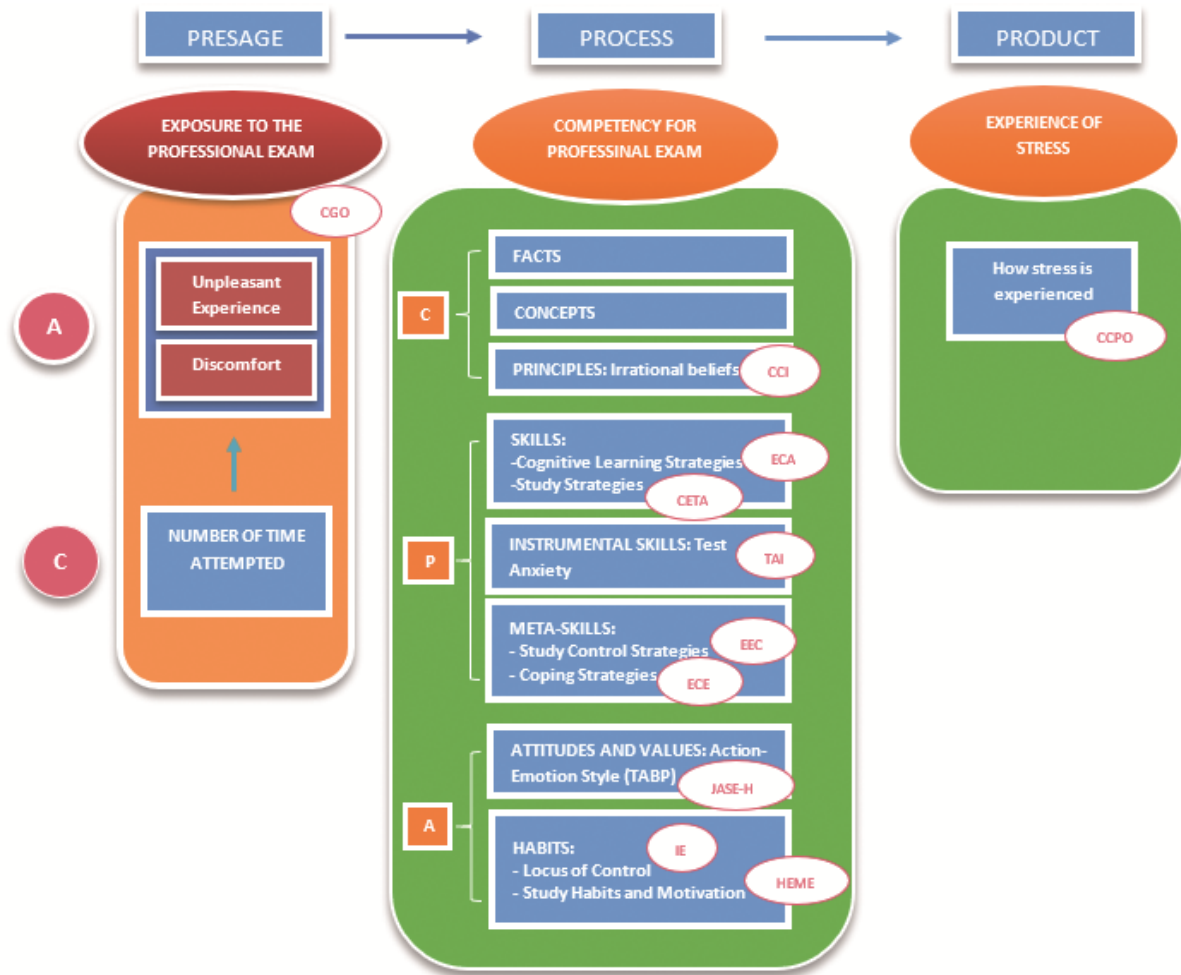 PRESAGE
PROCESS
PRODUCT
EXPOSURE TO THE
PROFESSIONAL EXAM
COMPETENCY FOR
PROFESSINAL EXAM
EXPERIENCE OF
STRESS
CGO
A
Unpleasant
Experience
Discomfort
C
NUMBER OF TIME
ATTEMPTED
C
FACTS
CONCEPTS
PRINCIPLES: Irrational beliefs
CCI
P
SKILLS:
-Cognitive Learning Strategies
ECA
-Study Strategies
CETA
INSTRUMENTAL SKILLS: Test
Anxiety
TAI
META-SKILLS:
- Study Control Strategies
EEC
- Coping Strategies
ECE
A
ATTITUDES AND VALUES: Action-
Emotion Style (TABP)
JASE-H
HABITS:
IE
- Locus of Control
- Study Habits and Motivation
HEME
How stress is
experienced
CCPO